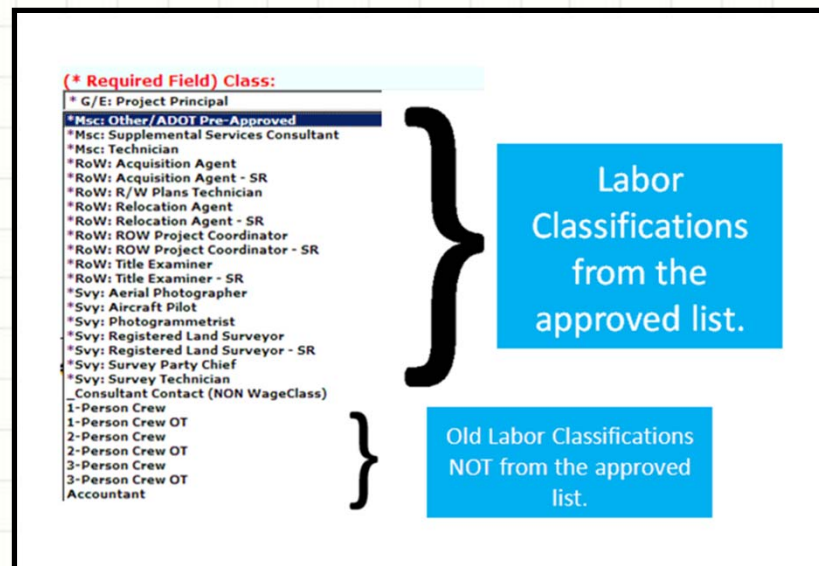 (* Required Field) Class:
* G/E: Project Principal
*Msc: Other/ADOT Pre-Approved
*Msc: Supplemental Services Consultant
*Msc: Technician
*RoW: Acquisition Agent
*RoW: Acquisition Agent - SR
*RoW: R/W Plans Technician
*RoW: Relocation Agent
*RoW: Relocation Agent - SR
*RoW: ROW Project Coordinator
*RoW: ROW Project Coordinator - SR
*RoW: Title Examiner
*RoW: Title Examiner - SR
*Svy: Aerial Photographer
*Svy: Aircraft Pilot
*Svy: Photogrammetrist
*Svy: Registered Land Surveyor
*Svy: Registered Land Surveyor - SR
*Svy: Survey Party Chief
*Svy: Survey Technician
_Consultant Contact (NON WageClass)
1-Person Crew
1-Person Crew OT
2-Person Crew
2-Person Crew OT
3-Person Crew
3-Person Crew OT
Accountant
Labor
Classifications
from the
approved list.
Old Labor Classifications
NOT from the approved
list.